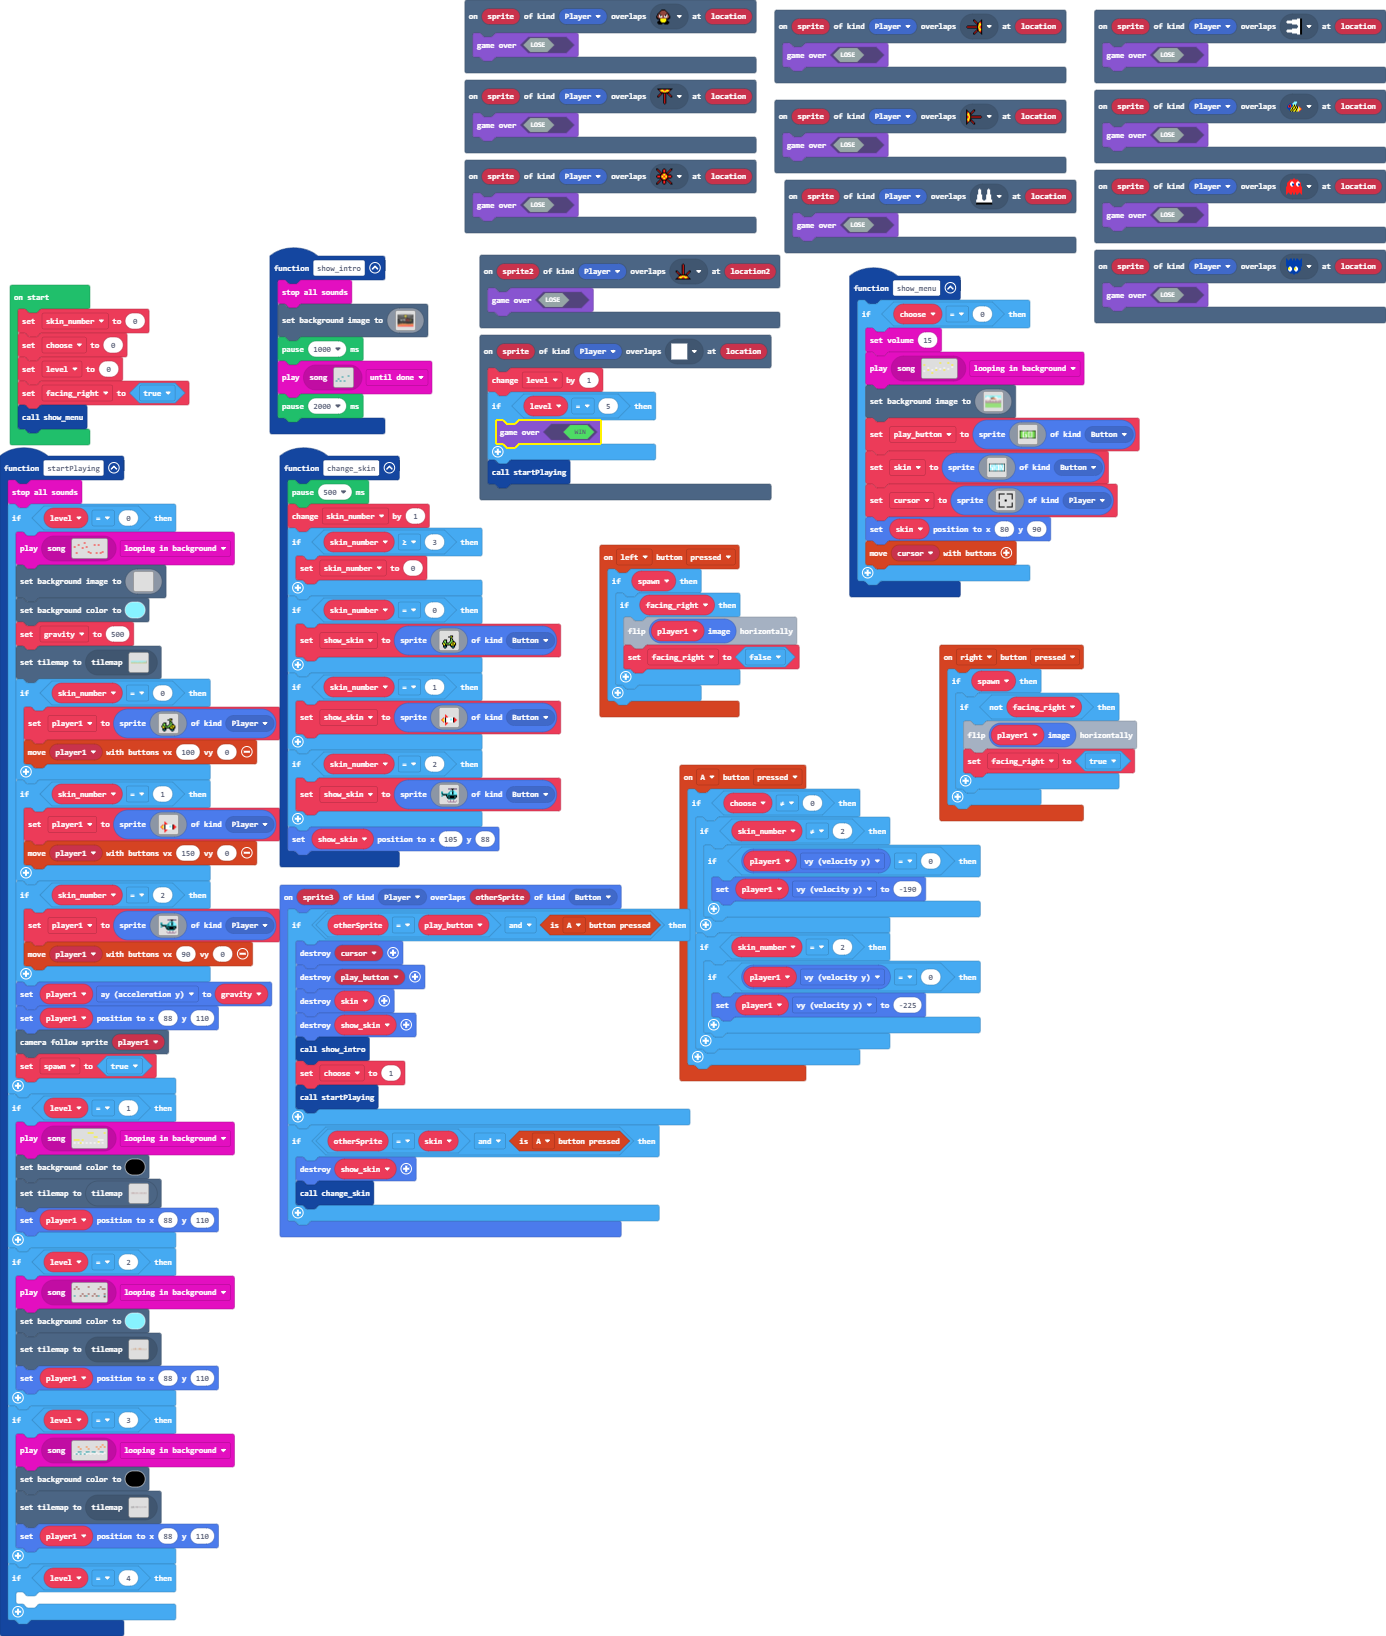 on sprite of kind Player overlaps at location
game over LOSE
on sprite of kind Player overlaps at location
game over LOSE
on sprite of kind Player overlaps at location
game over LOSE
on sprite of kind Player overlaps at location
game over LOSE
on sprite of kind Player overlaps at location
game over LOSE
on sprite of kind Player overlaps at location
game over LOSE
on sprite of kind Player overlaps at location
game over LOSE
on sprite of kind Player overlaps at location
game over LOSE
on sprite of kind Player overlaps at location
game over LOSE
on sprite of kind Player overlaps at location
game over LOSE
on sprite2 of kind Player overlaps at location2
game over LOSE
on sprite of kind Player overlaps at location
change level by 1
if level = 5 then
game over WIN
call startPlaying
function show_intro
stop all sounds
set background image to
pause 1000 ms
play song until done
pause 2000 ms
on start
set skin_number to 0
set choose to 0
set level to 0
set facing_right to true
call show_menu
function show_menu
if choose = 0 then
set volume 15
play song looping in background
set background image to
set play_button to sprite of kind Button
set skin to sprite of kind Button
set cursor to sprite of kind Player
set skin position to x 80 y 90
move cursor with buttons
function startPlaying
stop all sounds
if level = 0 then
play song looping in background
set background image to
set background color to
set gravity to 500
set tilemap to tilemap
if skin_number = 0 then
set player1 to sprite of kind Player
move player1 with buttons vx 100 vy 0
if skin_number = 1 then
set player1 to sprite of kind Player
move player1 with buttons vx 150 vy 0
if skin_number = 2 then
set player1 to sprite of kind Player
move player1 with buttons vx 90 vy 0
set player1 ay (acceleration y) to gravity
set player1 position to x 88 y 110
camera follow sprite player1
set spawn to true
if level = 1 then
play song looping in background
set background color to
set tilemap to tilemap
set player1 position to x 88 y 110
if level = 2 then
play song looping in background
set background color to
set tilemap to tilemap
set player1 position to x 88 y 110
if level = 3 then
play song looping in background
set background color to
set tilemap to tilemap
set player1 position to x 88 y 110
if level = 4 then
function change_skin
pause 500 ms
change skin_number by 1
if skin_number ≥ 3 then
set skin_number to 0
if skin_number = 0 then
set show_skin to sprite of kind Button
if skin_number = 1 then
set show_skin to sprite of kind Button
if skin_number = 2 then
set show_skin to sprite of kind Button
set show_skin position to x 105 y 88
on sprite3 of kind Player overlaps otherSprite of kind Button
if otherSprite = play_button and is A button pressed then
destroy cursor
destroy play_button
destroy skin
destroy show_skin
call show_intro
set choose to 1
call startPlaying
if otherSprite = skin and is A button pressed then
destroy show_skin
call change_skin
on left button pressed
if spawn then
if facing_right then
flip player1 image horizontally
set facing_right to false
on right button pressed
if spawn then
if not facing_right then
flip player1 image horizontally
set facing_right to true
on A button pressed
if choose ≠ 0 then
if skin_number ≠ 2 then
if player1 vy (velocity y) = 0 then
set player1 vy (velocity y) to -190
if skin_number = 2 then
if player1 vy (velocity y) = 0 then
set player1 vy (velocity y) to -225